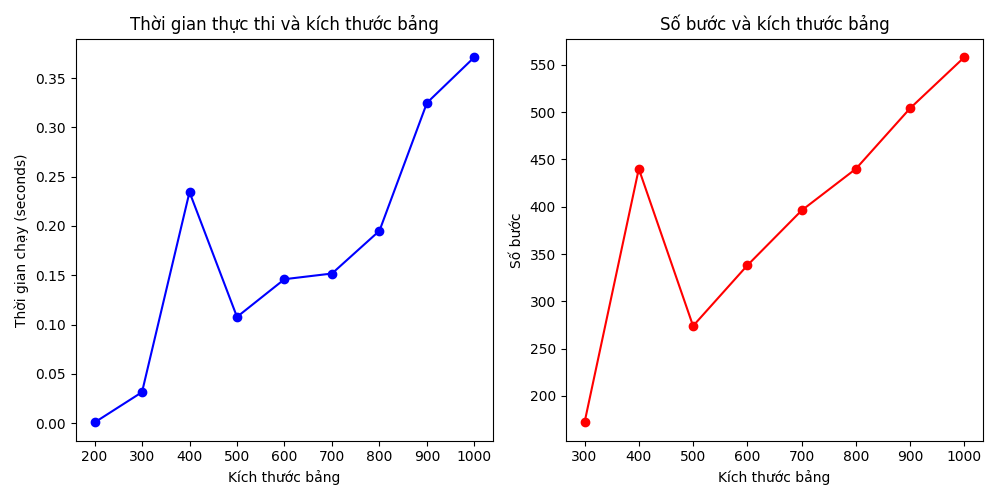 Thời gian thực thi và kích thước bảng
Thời gian chạy (seconds)
0.35
0.30
0.25
0.20
0.15
0.10
0.05
0.00
200 300 400 500 600 700 800 900 1000
Kích thước bảng
Số bước và kích thước bảng
Số bước
550
500
450
400
350
300
250
200
300 400 500 600 700 800 900 1000
Kích thước bảng